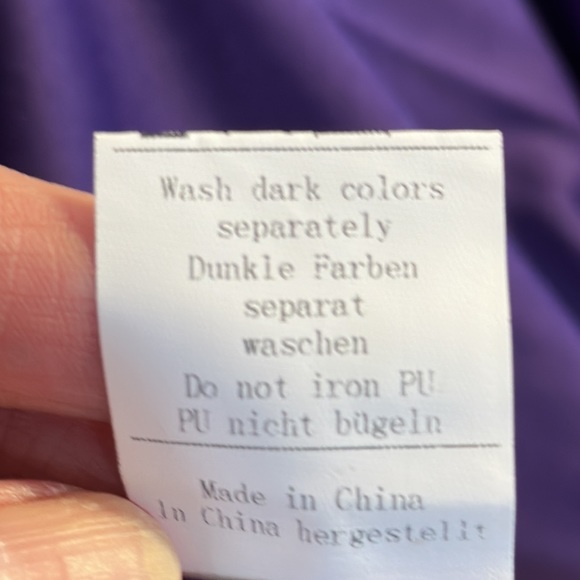 Wash dark colors
separately
Dunkle Farben
separat
waschen
Do not iron PU
PU nicht bügeln
Made in China
In China hergestellt